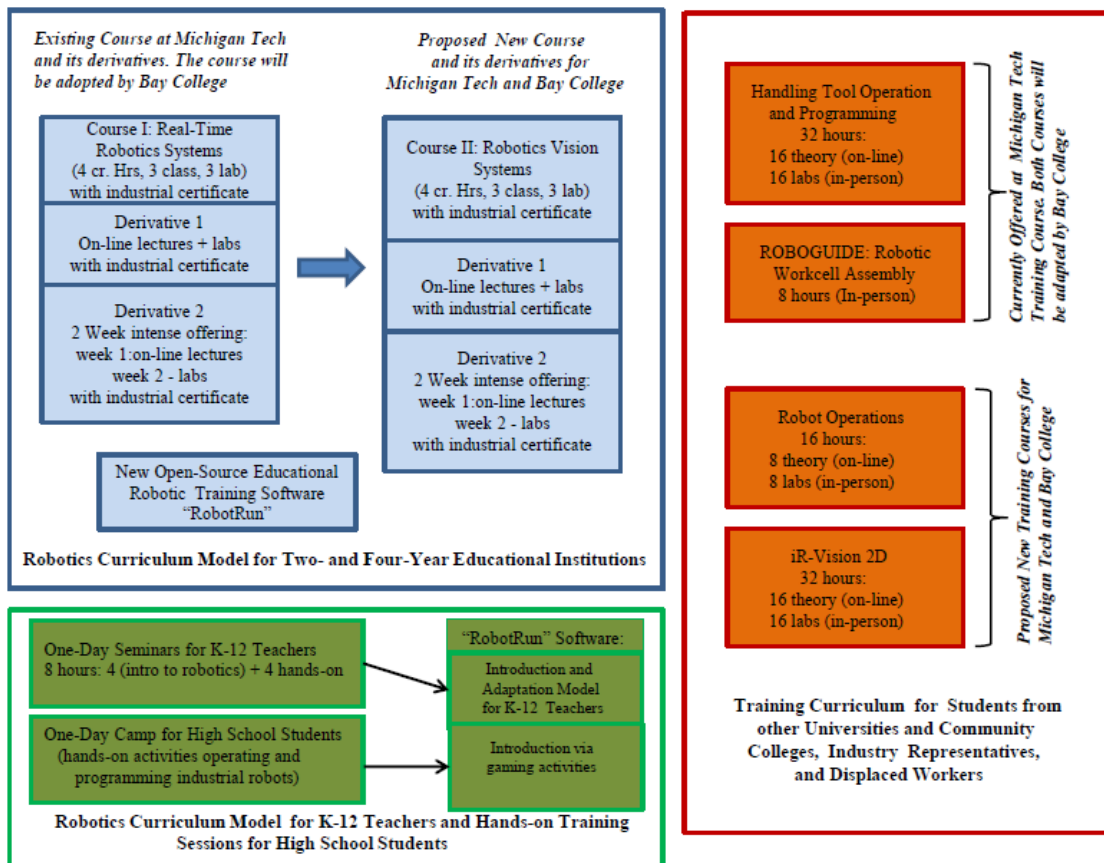 Existing Course at Michigan Tech
and its derivatives. The course will
be adopted by Bay College
Course I: Real-Time
Robotics Systems
(4 cr. Hrs, 3 class, 3 lab)
with industrial certificate
Derivative 1
On-line lectures + labs
with industrial certificate
Derivative 2
2 Week intense offering:
week 1:on-line lectures
week 2 - labs
with industrial certificate
Proposed New Course
and its derivatives for
Michigan Tech and Bay College
Course II: Robotics Vision
Systems
(4 cr. Hrs, 3 class, 3 lab)
with industrial certificate
Derivative 1
On-line lectures + labs
with industrial certificate
Derivative 2
2 Week intense offering:
week 1:on-line lectures
week 2 - labs
with industrial certificate
New Open-Source Educational
Robotic Training Software
“RobotRun”
Robotics Curriculum Model for Two- and Four-Year Educational Institutions
One-Day Seminars for K-12 Teachers
8 hours: 4 (intro to robotics) + 4 hands-on
One-Day Camp for High School Students
(hands-on activities operating and
programming industrial robots)
“RobotRun” Software:
Introduction and
Adaptation Model
for K-12 Teachers
Introduction via
gaming activities
Robotics Curriculum Model for K-12 Teachers and Hands-on Training
Sessions for High School Students
Handling Tool Operation
and Programming
32 hours:
16 theory (on-line)
16 labs (in-person)
ROBOGUIDE: Robotic
Workcell Assembly
8 hours (In-person)
Currently Offered at Michigan Tech
Training Course. Both Courses will
be adapted by Bay College
Robot Operations
16 hours:
8 theory (on-line)
8 labs (in-person)
iR-Vision 2D
32 hours:
16 theory (on-line)
16 labs (in-person)
Proposed New Training Courses for
Michigan Tech and Bay College
Training Curriculum for Students from
other Universities and Community
Colleges, Industry Representatives,
and Displaced Workers